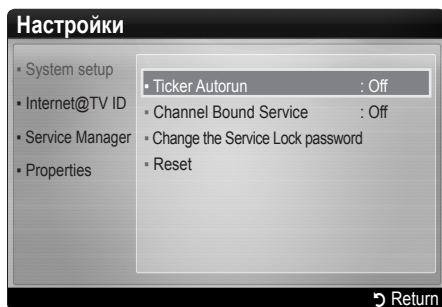 Настройки
System setup
Internet@TV ID
Service Manager
Properties
Ticker Autorun : Off
Channel Bound Service : Off
Change the Service Lock password
Reset
Return